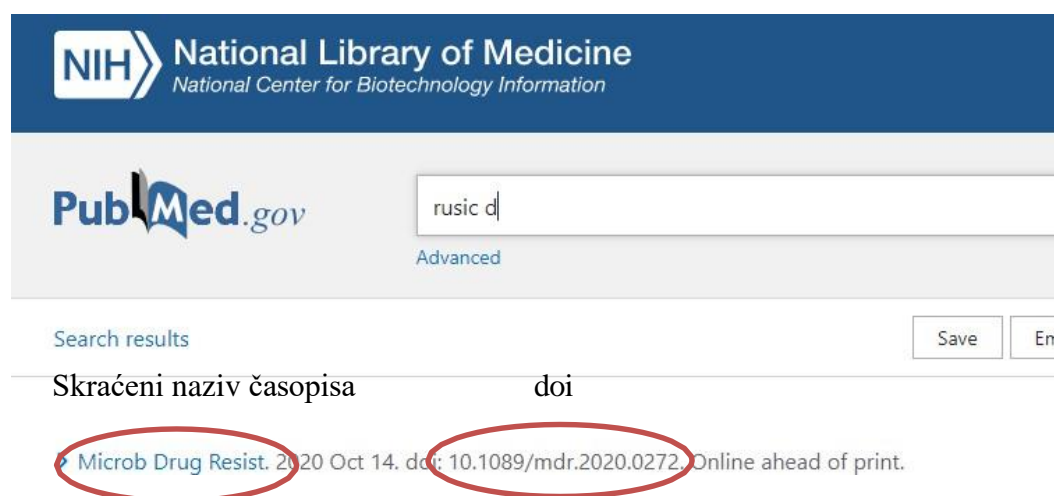 NIH National Library of Medicine
National Center for Biotechnology Information
PubMed.gov
rusic d
Advanced
Search results
Save
Em
Skraćeni naziv časopisa doi
Microb Drug Resist. 2020 Oct 14. doi: 10.1089/mdr.2020.0272. Online ahead of print.